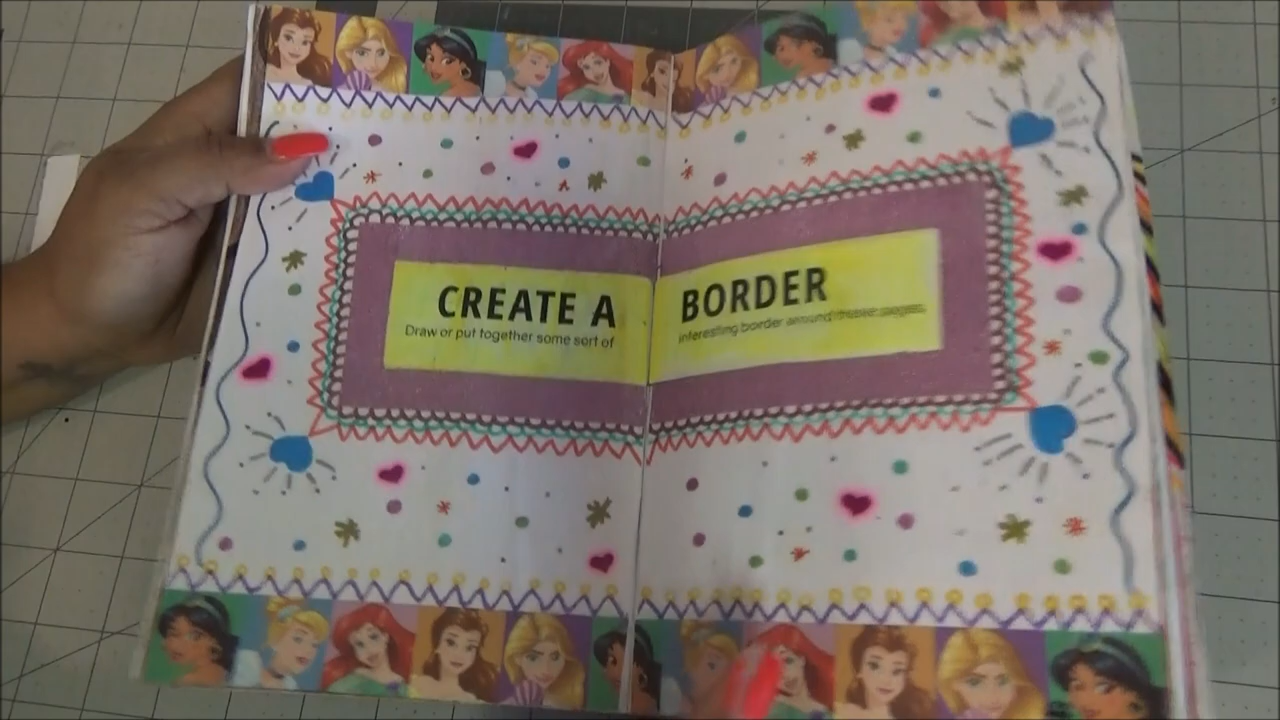 CREATE A BORDER
Draw or put together some sort of interesting border around these pages.